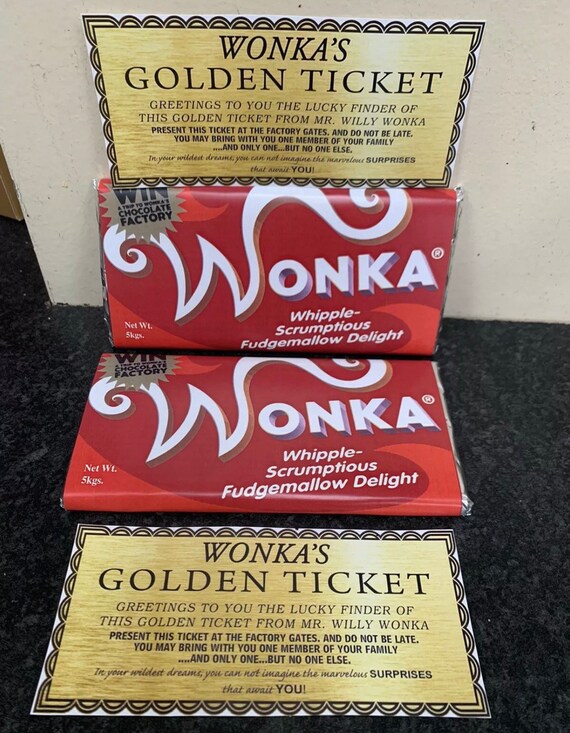 WONKA'S
GOLDEN TICKET
GREETINGS TO YOU THE LUCKY FINDER OF
THIS GOLDEN TICKET FROM MR. WILLY WONKA
PRESENT THIS TICKET AT THE FACTORY GATES. AND DO NOT BE LATE.
YOU MAY BRING WITH YOU ONE MEMBER OF YOUR FAMILY
....AND ONLY ONE...BUT NO ONE ELSE.
In your wildest dreams, you can not imagine the marvelous SURPRISES
that await YOU!
WIN
A TRIP TO WONKA'S
CHOCOLATE
FACTORY
WONKA®
Whipple-
Scrumptious
Fudgemallow Delight
Net Wt.
5kgs.
WIN
A TRIP TO WONKA'S
CHOCOLATE
FACTORY
WONKA®
Whipple-
Scrumptious
Fudgemallow Delight
Net Wt.
5kgs.
WONKA'S
GOLDEN TICKET
GREETINGS TO YOU THE LUCKY FINDER OF
THIS GOLDEN TICKET FROM MR. WILLY WONKA
PRESENT THIS TICKET AT THE FACTORY GATES. AND DO NOT BE LATE.
YOU MAY BRING WITH YOU ONE MEMBER OF YOUR FAMILY
....AND ONLY ONE...BUT NO ONE ELSE.
In your wildest dreams, you can not imagine the marvelous SURPRISES
that await YOU!